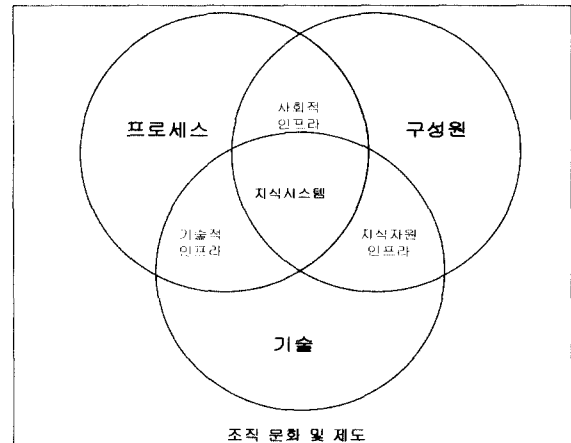 사회적
인프라
프로세스
구성원
지식시스템
기술적
인프라
지식자원
인프라
기술
조직 문화 및 제도